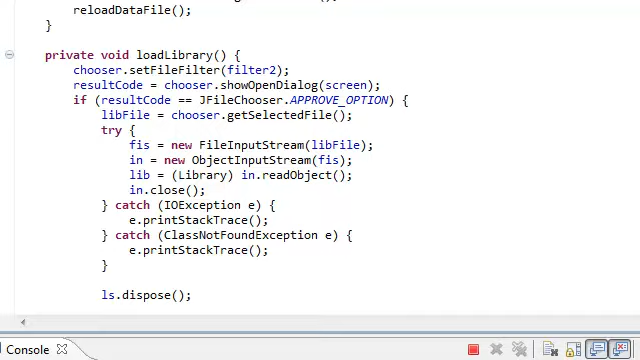 reloadDataFile();
}
private void loadLibrary() {
chooser.setFileFilter(filter2);
resultCode = chooser.showOpenDialog(screen);
if (resultCode == JFileChooser.APPROVE_OPTION) {
libFile = chooser.getSelectedFile();
try {
fis = new FileInputStream(libFile);
in = new ObjectInputStream(fis);
lib = (Library) in.readObject();
in.close();
} catch (IOException e) {
e.printStackTrace();
} catch (ClassNotFoundException e) {
e.printStackTrace();
}
ls.dispose();
Console